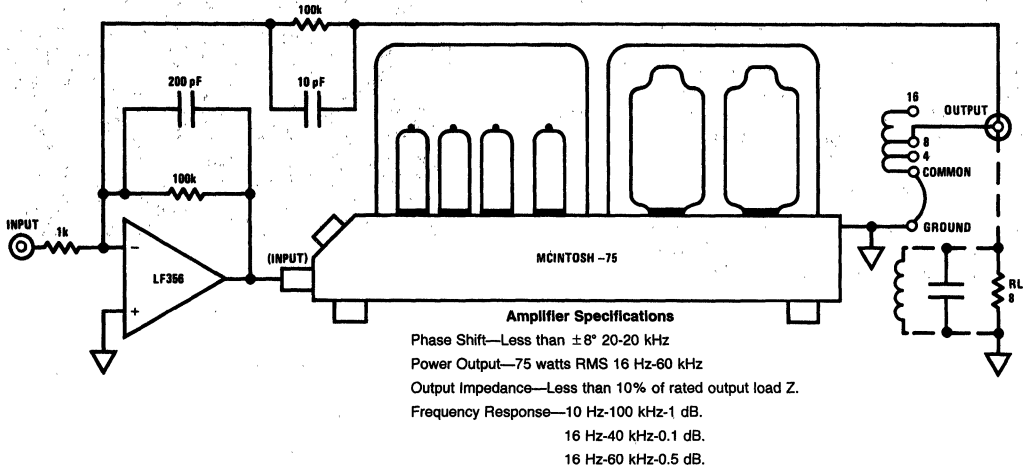 100k
200 pF
10 pF
100k
16
OUTPUT
8
4
COMMON
INPUT
1k
−
LF356
+
(INPUT)
MCINTOSH –75
GROUND
RL
8
Amplifier Specifications
Phase Shift—Less than ±8° 20-20 kHz
Power Output—75 watts RMS 16 Hz-60 kHz
Output Impedance—Less than 10% of rated output load Z.
Frequency Response—10 Hz-100 kHz-1 dB.
16 Hz-40 kHz-0.1 dB.
16 Hz-60 kHz-0.5 dB.